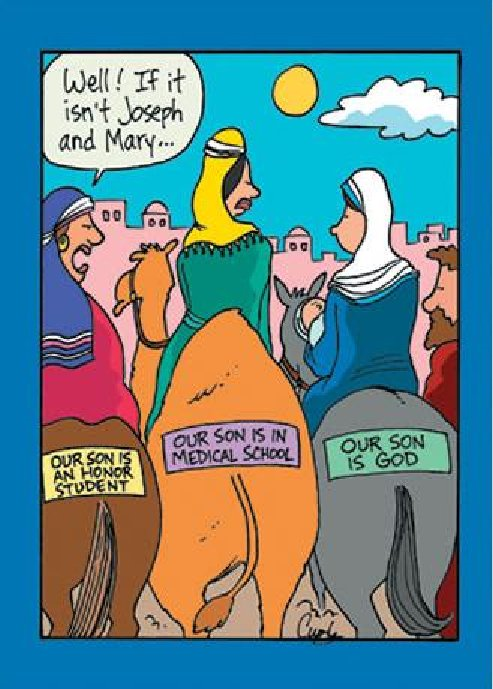 Well! If it
isn't Joseph
and Mary...
OUR SON IS
AN HONOR
STUDENT
OUR SON IS IN
MEDICAL SCHOOL
OUR SON
IS GOD